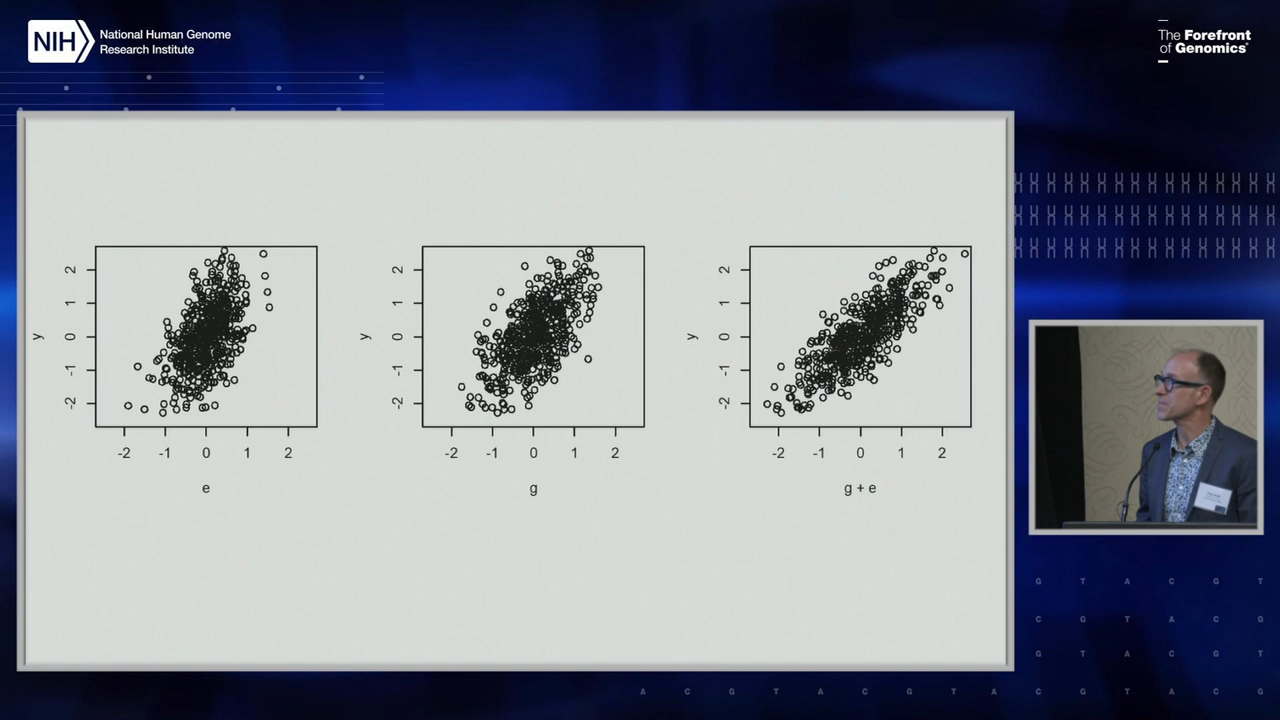 NIH
National Human Genome
Research Institute
The Forefront
of Genomics®
y
2
1
0
-1
-2
-2 -1 0 1 2
e
y
2
1
0
-1
-2
-2 -1 0 1 2
g
y
2
1
0
-1
-2
-2 -1 0 1 2
g + e
G T A C G T
C G T A C G
G T A C G T
A C G T A C G T A C G T A C G